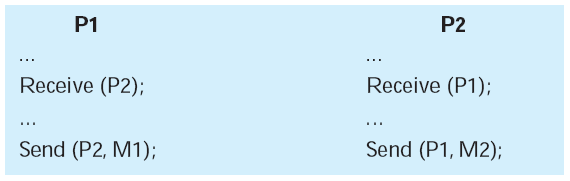 P1 P2
... ...
Receive (P2); Receive (P1);
... ...
Send (P2, M1); Send (P1, M2);